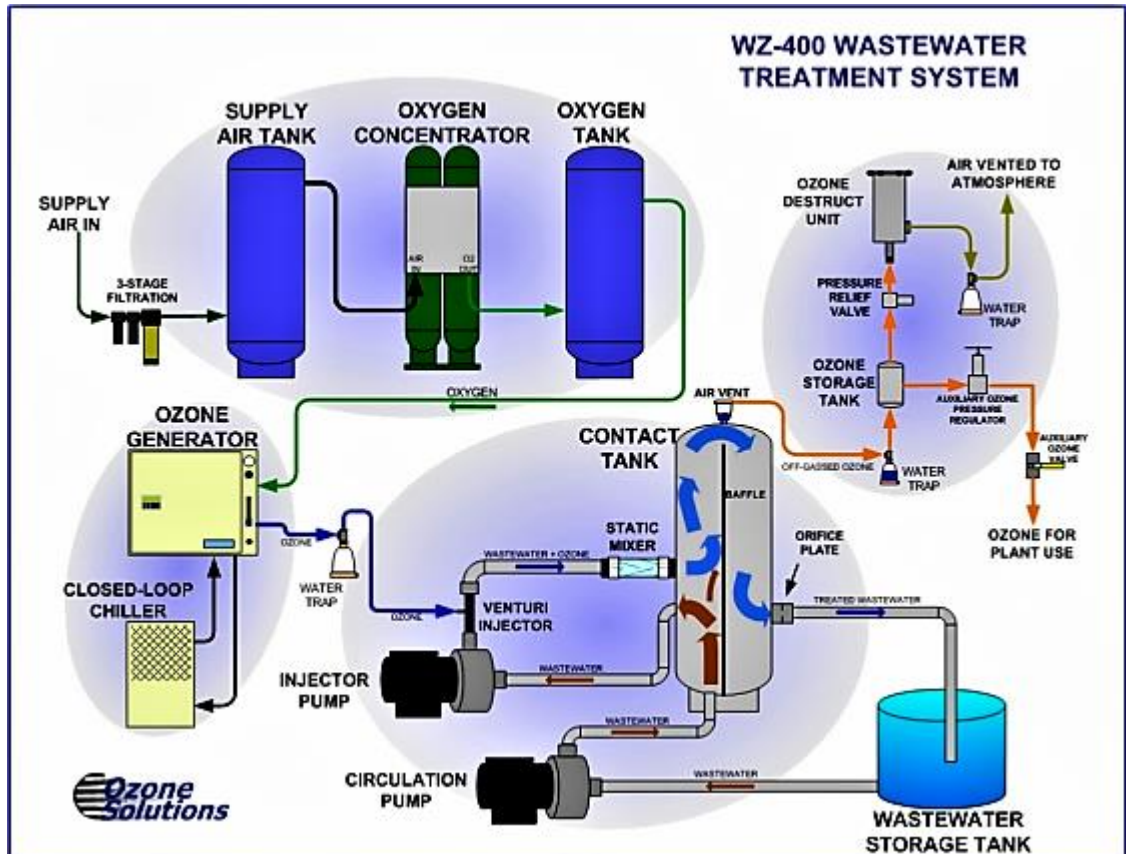 WZ-400 WASTEWATER
TREATMENT SYSTEM
SUPPLY
AIR TANK
OXYGEN
CONCENTRATOR
OXYGEN
TANK
SUPPLY
AIR IN
3-STAGE
FILTRATION
AIR
IN
O2
OUT
OXYGEN
OZONE
DESTRUCT
UNIT
AIR VENTED TO
ATMOSPHERE
PRESSURE
RELIEF
VALVE
WATER
TRAP
OZONE
STORAGE
TANK
AUXILIARY OZONE
PRESSURE
REGULATOR
AUXILIARY
OZONE
VALVE
OZONE FOR
PLANT USE
AIR VENT
OFF-GASSED OZONE
WATER
TRAP
OZONE
GENERATOR
OZONE
WATER
TRAP
OZONE
CLOSED-LOOP
CHILLER
CONTACT
TANK
BAFFLE
STATIC
MIXER
WASTEWATER + OZONE
VENTURI
INJECTOR
ORIFICE
PLATE
TREATED WASTEWATER
INJECTOR
PUMP
WASTEWATER
WASTEWATER
CIRCULATION
PUMP
WASTEWATER
WASTEWATER
STORAGE TANK
Ozone
Solutions